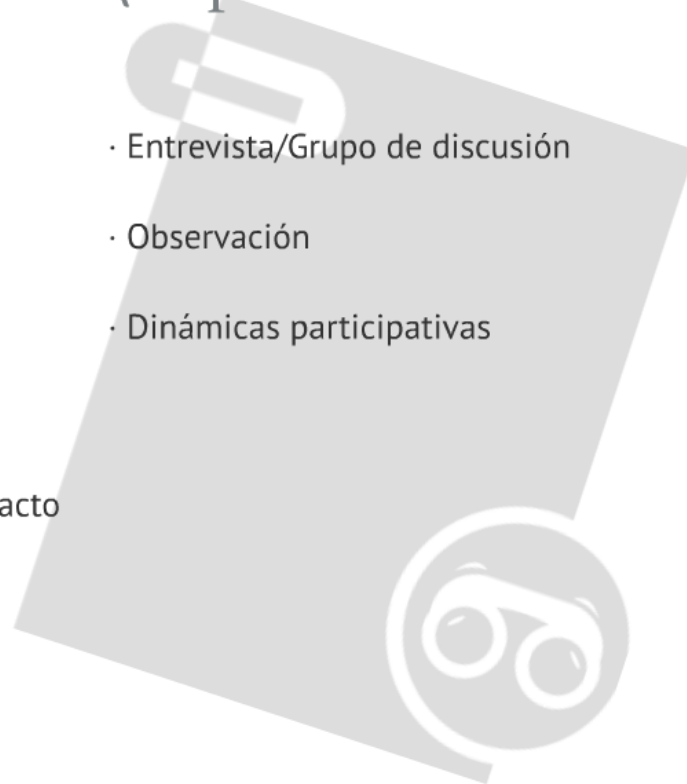 · Entrevista/Grupo de discusión
· Observación
· Dinámicas participativas
acto